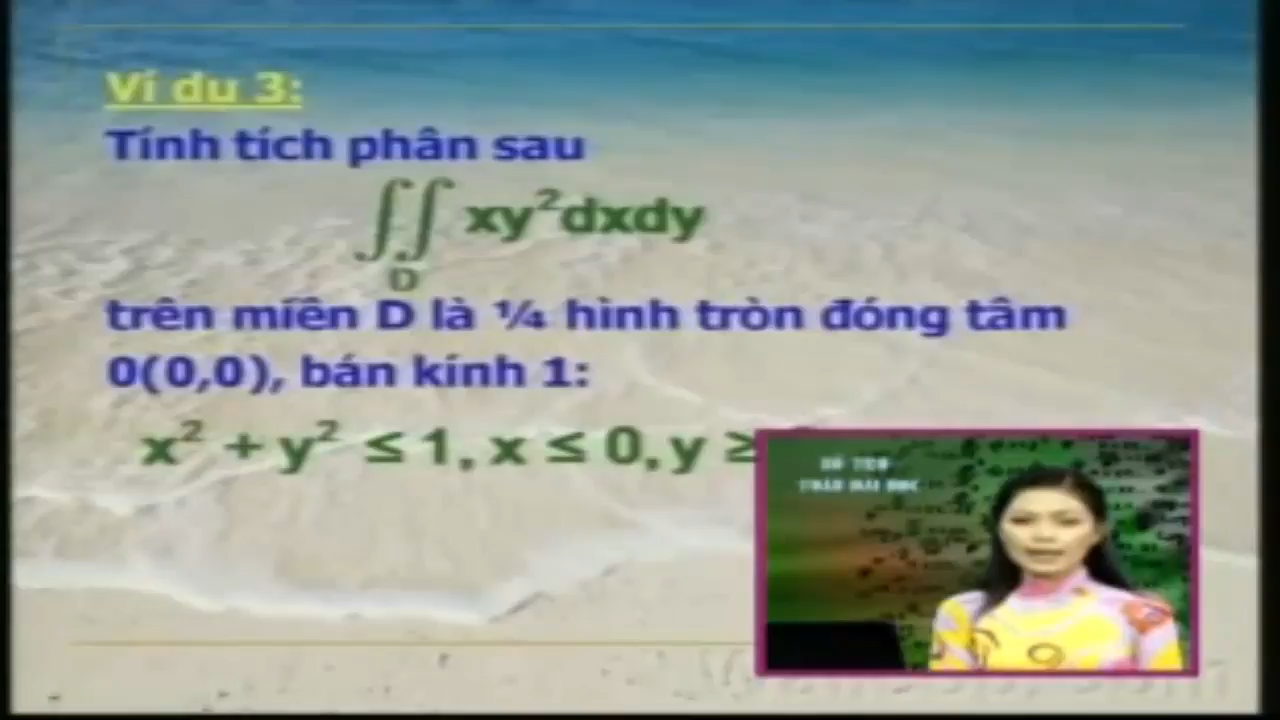 Ví dụ 3:
Tính tích phân sau
∬ xy²dxdy
D
trên miền D là ¼ hình tròn đóng tâm
0(0,0), bán kính 1:
x² + y² ≤ 1, x ≤ 0, y ≥